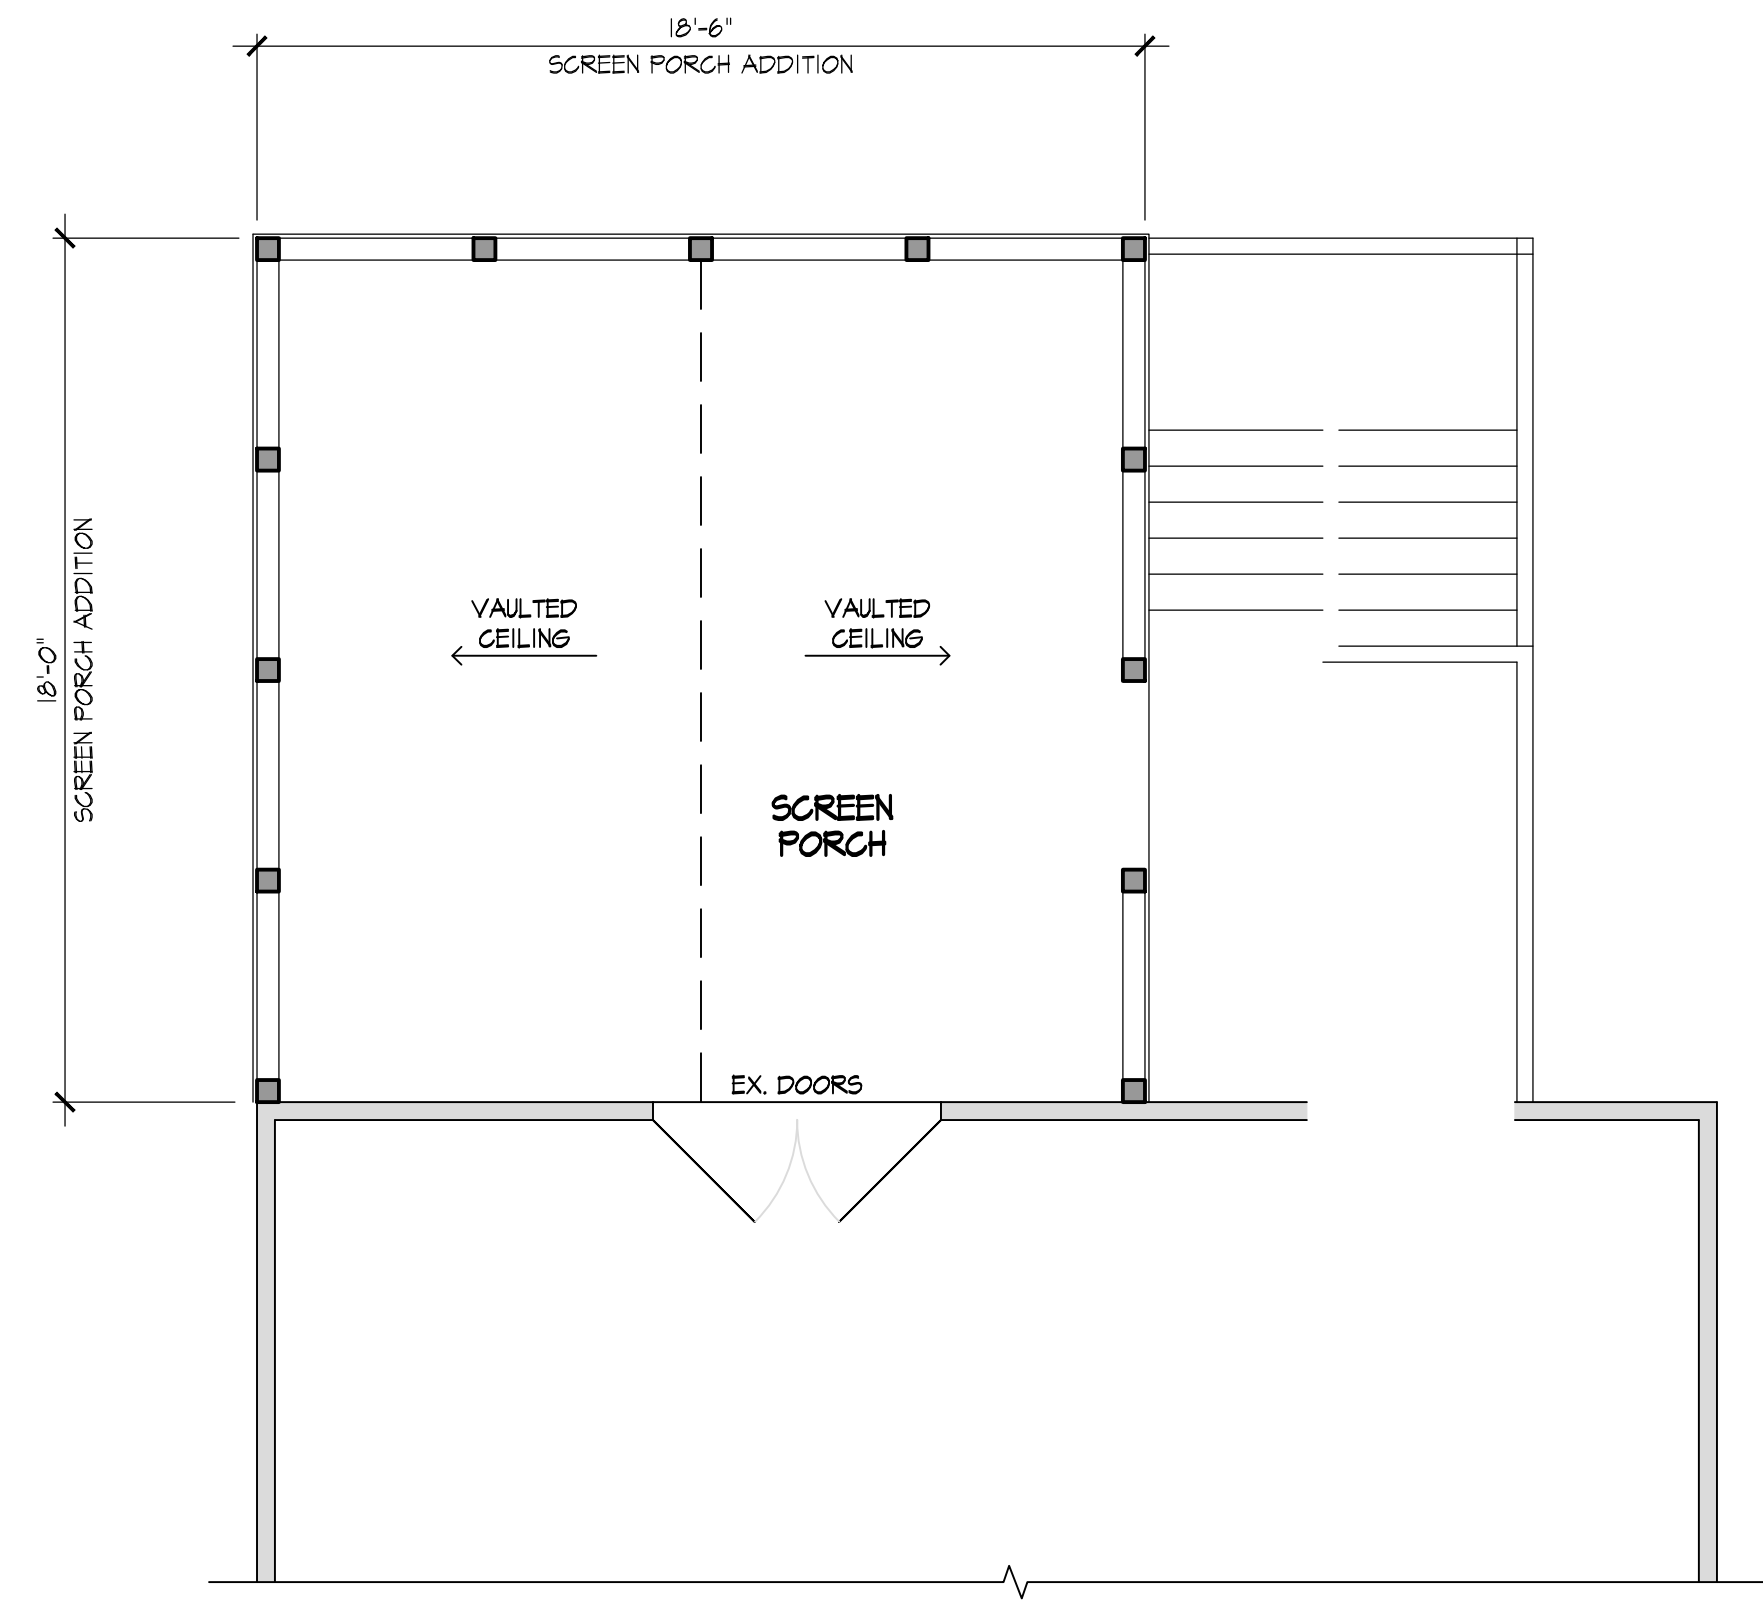 18'-6"
SCREEN PORCH ADDITION
18'-0"
SCREEN PORCH ADDITION
VAULTED
CEILING
VAULTED
CEILING
SCREEN
PORCH
EX. DOORS